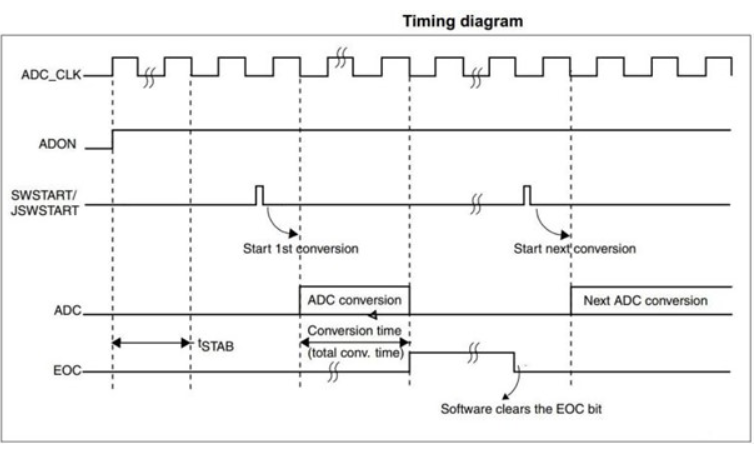 Timing diagram
ADC_CLK
ADON
SWSTART/
JSWSTART
Start 1st conversion
Start next conversion
ADC
ADC conversion
Next ADC conversion
Conversion time
tSTAB
(total conv. time)
EOC
Software clears the EOC bit